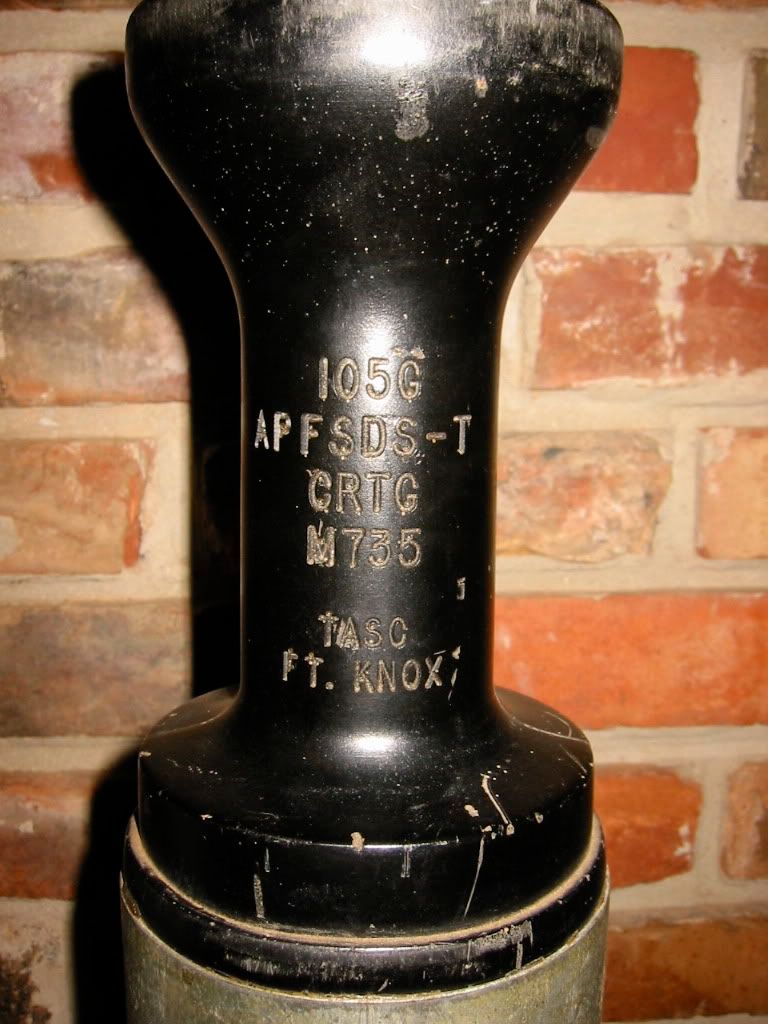 105G
APFSDS-T
CRTG
M735
TASC
FT. KNOX